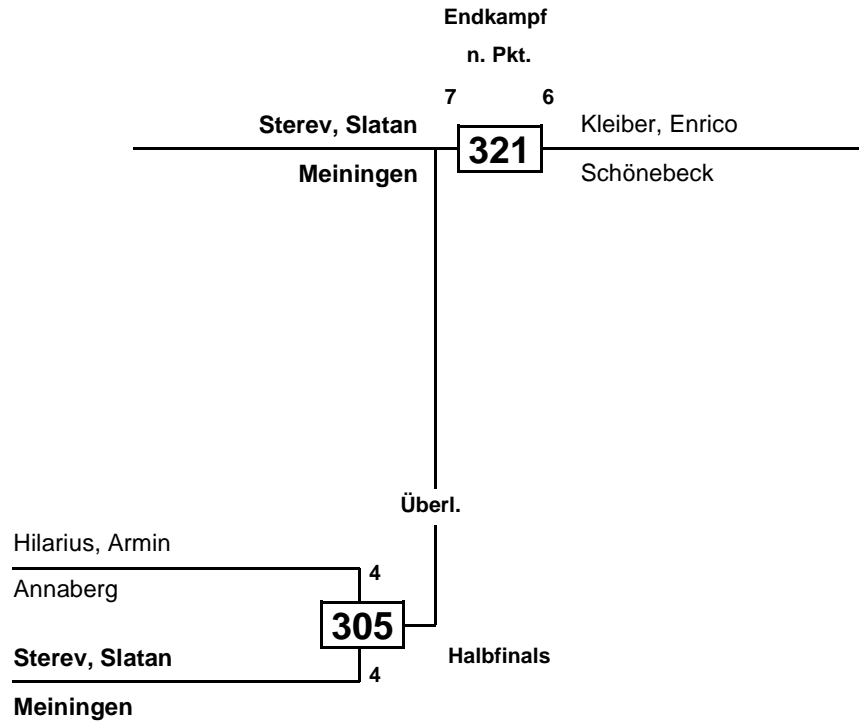 Endkampf
n. Pkt.
7 6
Sterev, Slatan 321 Kleiber, Enrico
Meiningen Schönebeck
Überl.
Hilarius, Armin
4
Annaberg
305
Sterev, Slatan Halbfinals
4
Meiningen